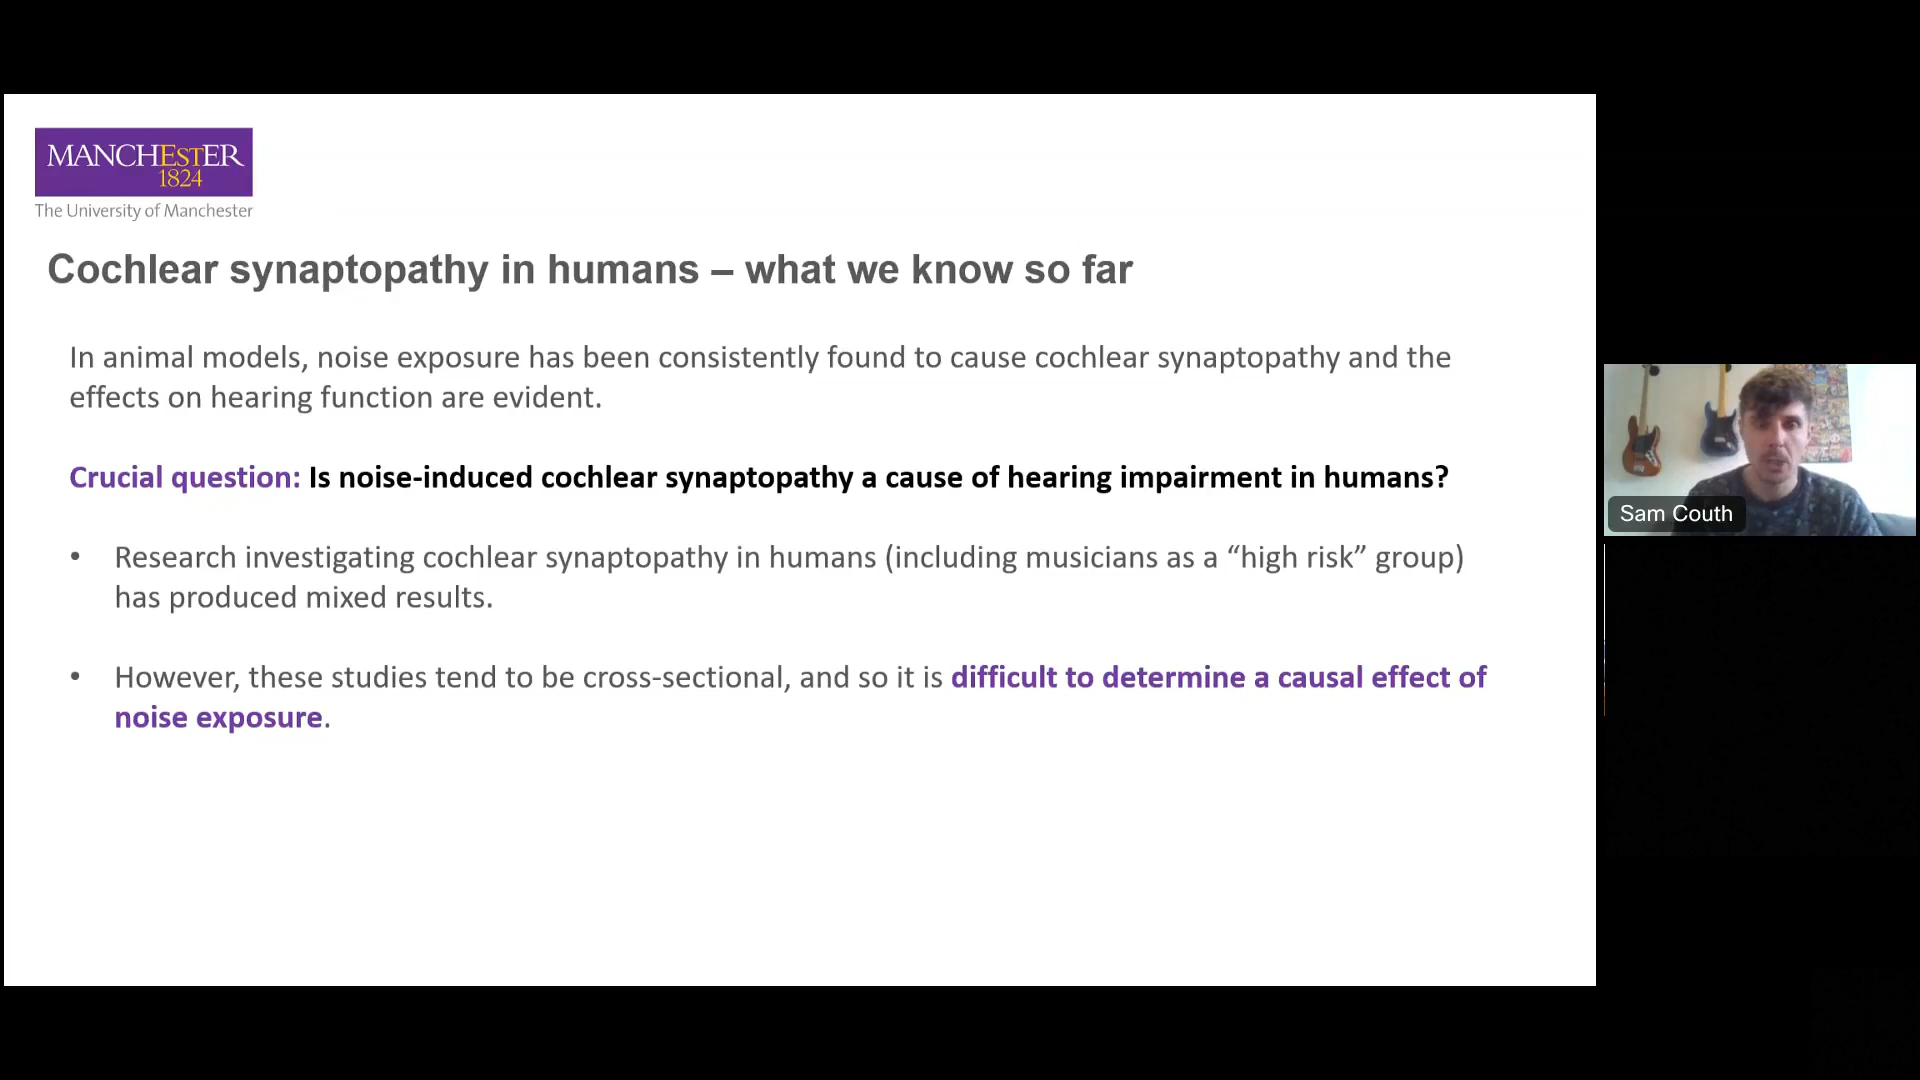 MANCHESTER
1824
The University of Manchester
Cochlear synaptopathy in humans – what we know so far
In animal models, noise exposure has been consistently found to cause cochlear synaptopathy and the
effects on hearing function are evident.
Crucial question: Is noise-induced cochlear synaptopathy a cause of hearing impairment in humans?
• Research investigating cochlear synaptopathy in humans (including musicians as a “high risk” group)
has produced mixed results.
• However, these studies tend to be cross-sectional, and so it is difficult to determine a causal effect of
noise exposure.
Sam Couth